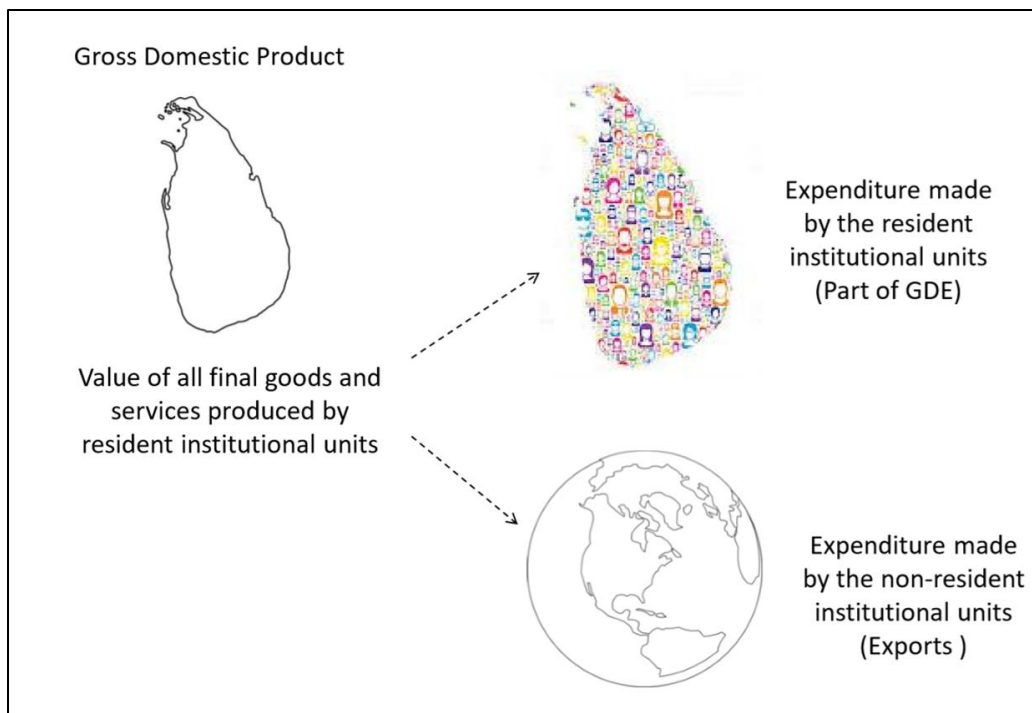 Gross Domestic Product
Value of all final goods and
services produced by
resident institutional units
Expenditure made
by the resident
institutional units
(Part of GDE)
Expenditure made
by the non-resident
institutional units
(Exports )